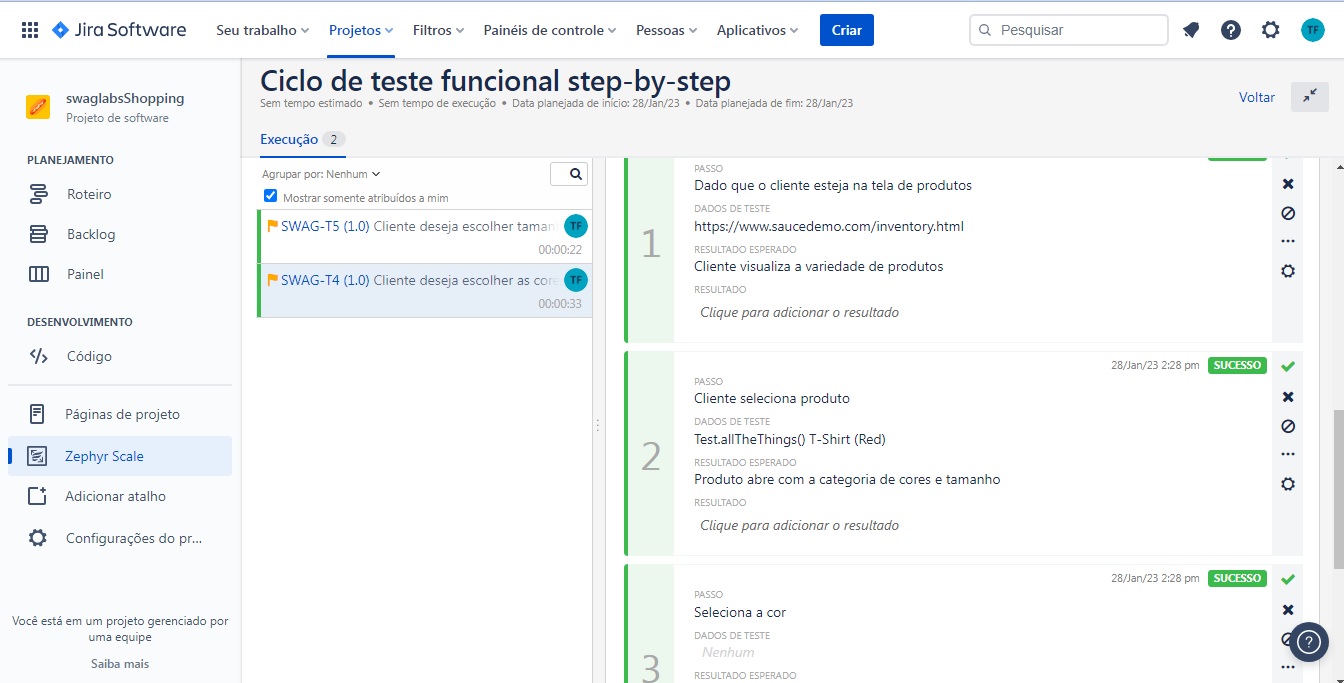 Jira Software
Seu trabalho
Projetos
Filtros
Painéis de controle
Pessoas
Aplicativos
Criar
Pesquisar
TF
swaglabsShopping
Projeto de software
PLANEJAMENTO
Roteiro
Backlog
Painel
DESENVOLVIMENTO
Código
Páginas de projeto
Zephyr Scale
Adicionar atalho
Configurações do pr...
Você está em um projeto gerenciado por
uma equipe
Saiba mais
Ciclo de teste funcional step-by-step
Sem tempo estimado • Sem tempo de execução • Data planejada de início: 28/Jan/23 • Data planejada de fim: 28/Jan/23
Voltar
Execução 2
Agrupar por: Nenhum
Mostrar somente atribuídos a mim
SWAG-T5 (1.0) Cliente deseja escolher taman
TF
00:00:22
SWAG-T4 (1.0) Cliente deseja escolher as core
TF
00:00:33
1
PASSO
Dado que o cliente esteja na tela de produtos
DADOS DE TESTE
https://www.saucedemo.com/inventory.html
RESULTADO ESPERADO
Cliente visualiza a variedade de produtos
RESULTADO
Clique para adicionar o resultado
28/Jan/23 2:28 pm SUCESSO
2
PASSO
Cliente seleciona produto
DADOS DE TESTE
Test.allTheThings() T-Shirt (Red)
RESULTADO ESPERADO
Produto abre com a categoria de cores e tamanho
RESULTADO
Clique para adicionar o resultado
28/Jan/23 2:28 pm SUCESSO
3
PASSO
Seleciona a cor
DADOS DE TESTE
Nenhum
RESULTADO ESPERADO